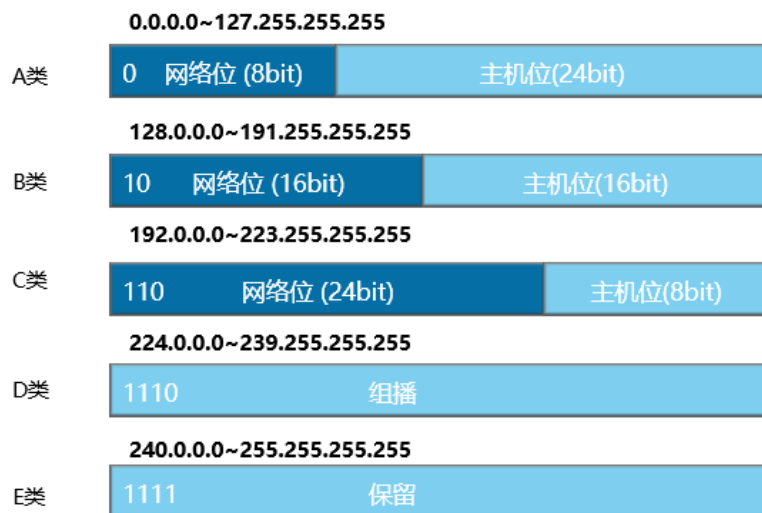 0.0.0.0~127.255.255.255
A类 0 网络位 (8bit) 主机位(24bit)
128.0.0.0~191.255.255.255
B类 10 网络位 (16bit) 主机位(16bit)
192.0.0.0~223.255.255.255
C类 110 网络位 (24bit) 主机位(8bit)
224.0.0.0~239.255.255.255
D类 1110 组播
240.0.0.0~255.255.255.255
E类 1111 保留